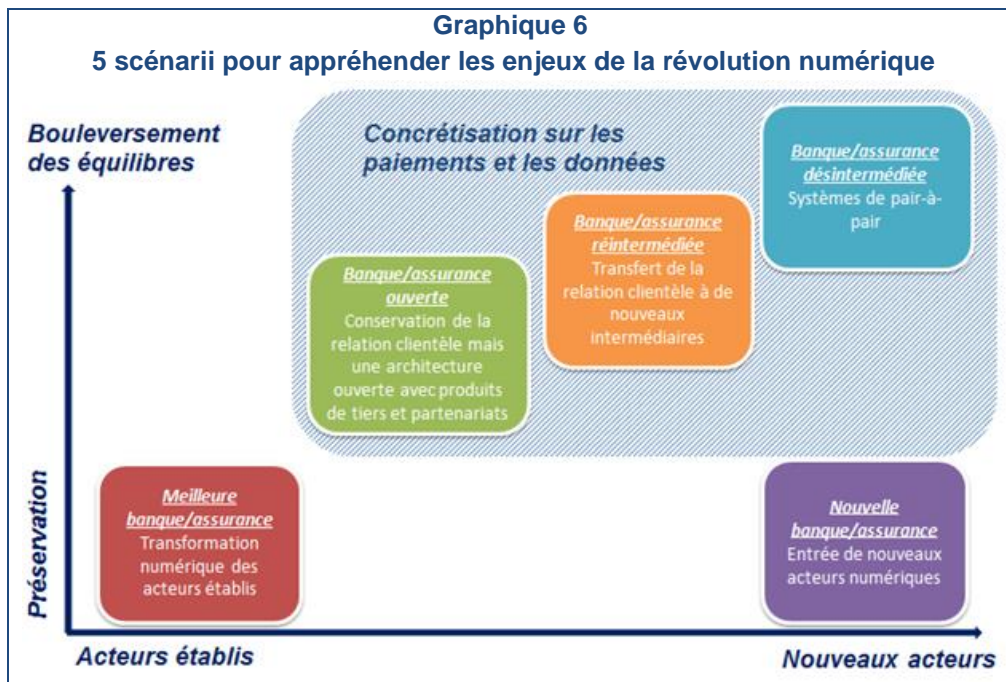 Graphique 6
5 scénarii pour appréhender les enjeux de la révolution numérique
Bouleversement
des équilibres
Concrétisation sur les
paiements et les données
Banque/assurance
désintermédiée
Systèmes de pair-à-
pair
Banque/assurance
réintermédiée
Transfert de la
relation clientèle à de
nouveaux
intermédiaires
Banque/assurance
ouverte
Conservation de la
relation clientèle mais
une architecture
ouverte avec produits
de tiers et partenariats
Préservation
Meilleure
banque/assurance
Transformation
numérique des
acteurs établis
Nouvelle
banque/assurance
Entrée de nouveaux
acteurs numériques
Acteurs établis
Nouveaux acteurs